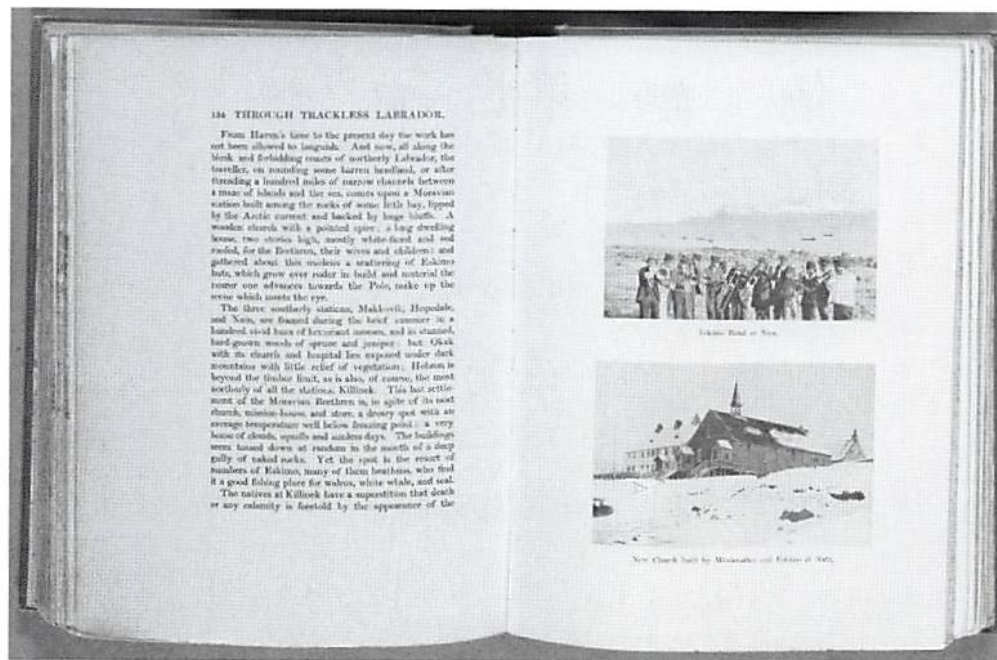 134 THROUGH TRACKLESS LABRADOR.
From Haven's time to the present day the work has
not been allowed to languish. And now, all along the
bleak and forbidding coasts of northerly Labrador, the
traveller, on rounding some barren headland, or after
threading a hundred miles of narrow channels between
a maze of islands and the sea, comes upon a Moravian
station built among the rocks of some little bay, lipped
by the Arctic current and backed by huge bluffs. A
wooden church with a pointed spire; a long dwelling
house, two stories high, mostly white-faced and red
roofed, for the Brethren, their wives and children; and
gathered about this nucleus a scattering of Eskimo
huts, which grow ever ruder in build and material the
nearer one advances towards the Pole, make up the
scene which meets the eye.
The three southerly stations, Makkovik, Hopedale,
and Nain, are framed during the brief summer in a
hundred vivid hues of luxuriant mosses, and in stunted,
hard-grown woods of spruce and juniper: but Okak
with its church and hospital lies exposed under dark
mountains with little relief of vegetation; Hebron is
beyond the timber limit, as is also, of course, the most
northerly of all the stations, Killinek. This last settle-
ment of the Moravian Brethren is, in spite of its neat
church, mission-house, and store, a dreary spot with an
average temperature well below freezing point: a very
home of clouds, squalls and sunless days. The buildings
seem tossed down at random in the mouth of a deep
gully of naked rocks. Yet the spot is the resort of
numbers of Eskimo, many of them heathens, who find
it a good fishing place for walrus, white whale, and seal.
The natives at Killinek have a superstition that death
or any calamity is foretold by the appearance of the
Eskimo Band at Nain.
New Church built by Missionaries and Eskimo at Nain.